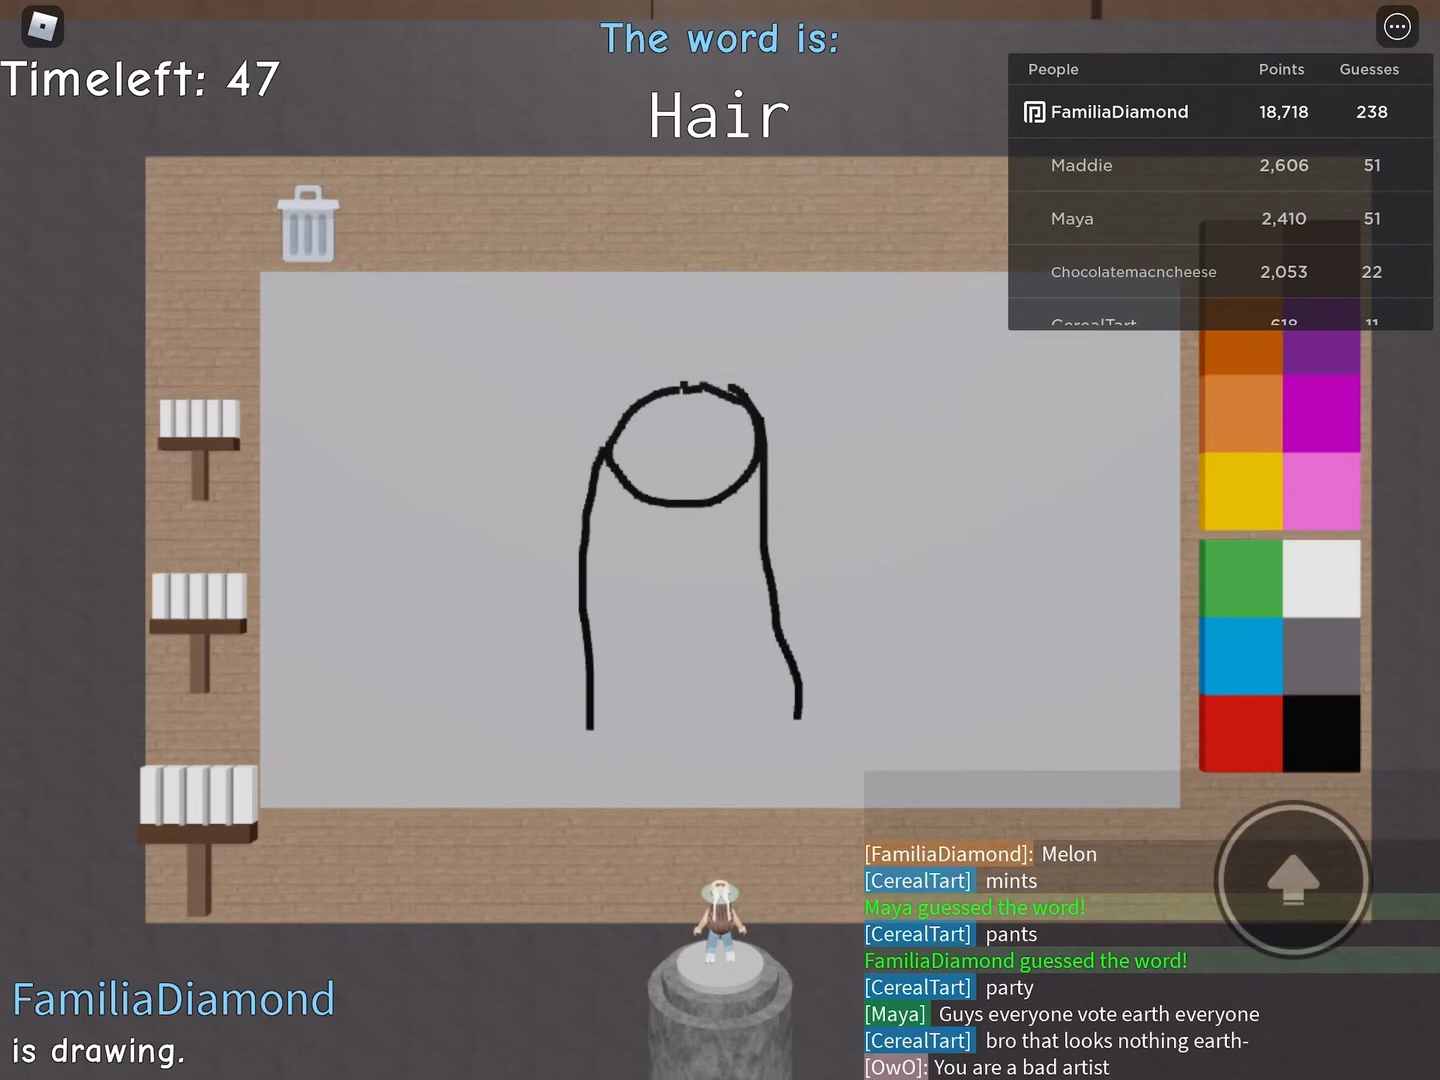 The word is:
Hair
Timeleft: 47
People Points Guesses
FamiliaDiamond 18,718 238
Maddie 2,606 51
Maya 2,410 51
Chocolatemacncheese 2,053 22
CerealTart 618 11
[FamiliaDiamond]: Melon
[CerealTart] mints
Maya guessed the word!
[CerealTart] pants
FamiliaDiamond guessed the word!
[CerealTart] party
[Maya] Guys everyone vote earth everyone
[CerealTart] bro that looks nothing earth-
[OwO]: You are a bad artist
FamiliaDiamond
is drawing.